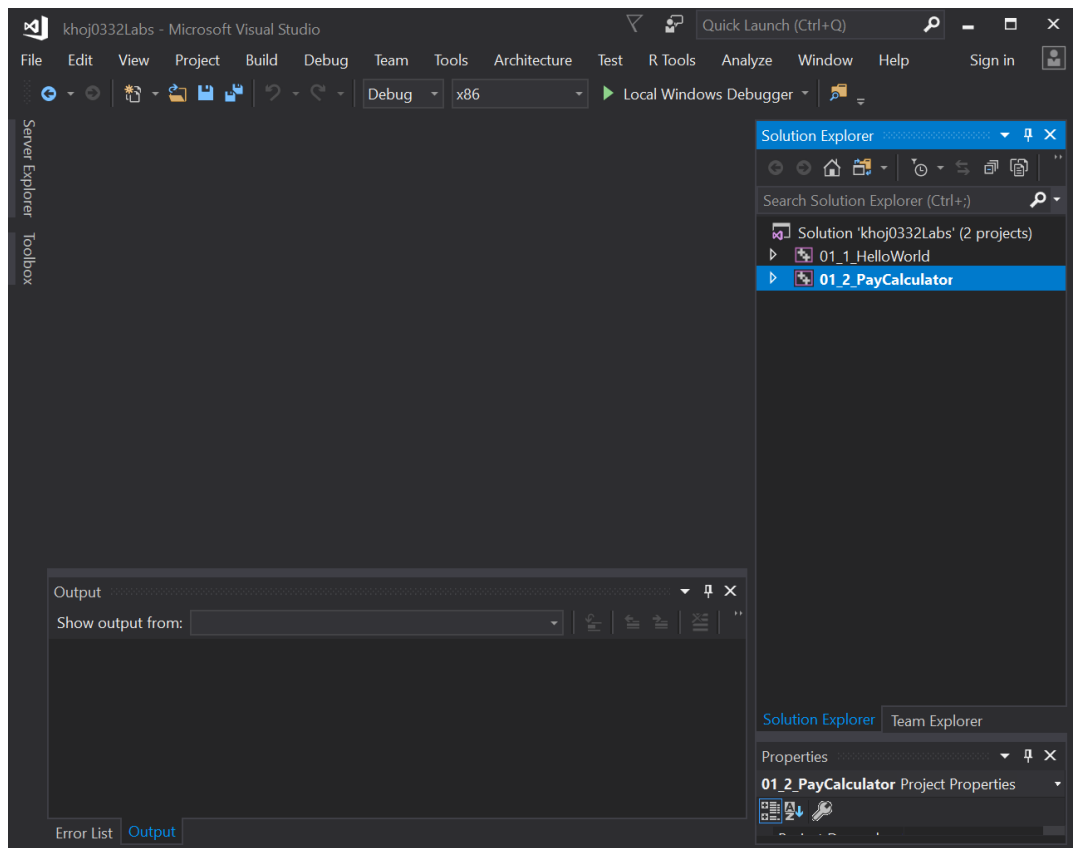 khoj0332Labs - Microsoft Visual Studio
Quick Launch (Ctrl+Q)
File Edit View Project Build Debug Team Tools Architecture Test R Tools Analyze Window Help Sign in
Debug x86 Local Windows Debugger
Server Explorer
Toolbox
Solution Explorer
Search Solution Explorer (Ctrl+;)
Solution 'khoj0332Labs' (2 projects)
01_1_HelloWorld
01_2_PayCalculator
Output
Show output from:
Error List Output
Solution Explorer Team Explorer
Properties
01_2_PayCalculator Project Properties